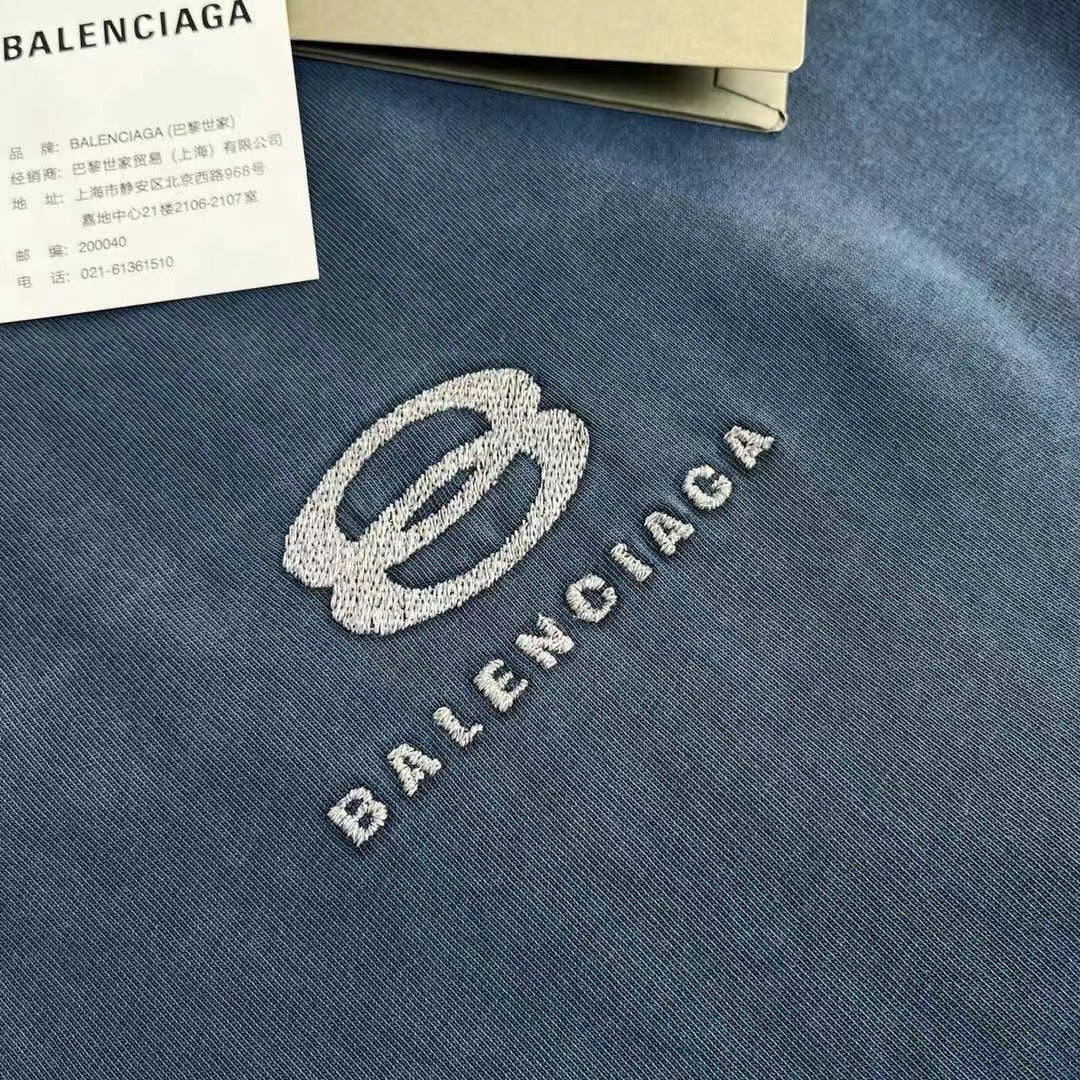 BALENCIAGA
品 牌: BALENCIAGA (巴黎世家)
经销商: 巴黎世家贸易（上海）有限公司
地 址: 上海市静安区北京西路968号
嘉地中心21楼2106-2107室
邮 编: 200040
电 话: 021-61361510
BALENCIAGA